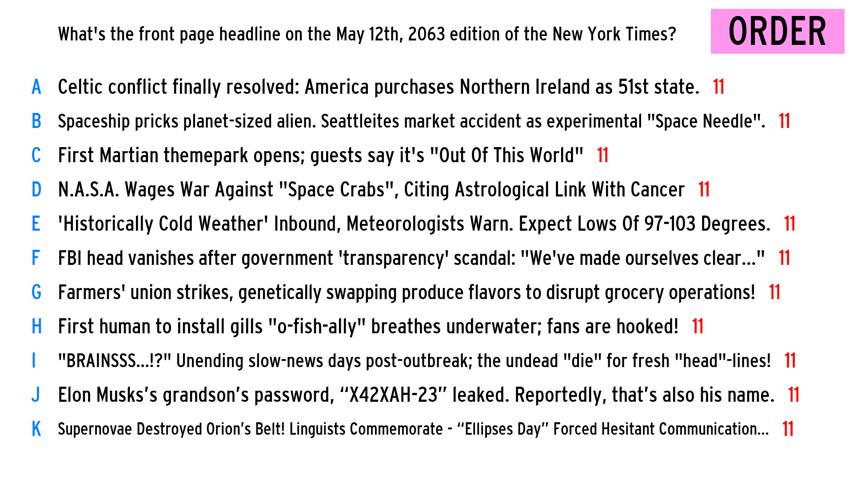 What's the front page headline on the May 12th, 2063 edition of the New York Times?
ORDER
A Celtic conflict finally resolved: America purchases Northern Ireland as 51st state. 11
B Spaceship pricks planet-sized alien. Seattleites market accident as experimental "Space Needle". 11
C First Martian themepark opens; guests say it's "Out Of This World" 11
D N.A.S.A. Wages War Against "Space Crabs", Citing Astrological Link With Cancer 11
E 'Historically Cold Weather' Inbound, Meteorologists Warn. Expect Lows Of 97-103 Degrees. 11
F FBI head vanishes after government 'transparency' scandal: "We've made ourselves clear..." 11
G Farmers' union strikes, genetically swapping produce flavors to disrupt grocery operations! 11
H First human to install gills "o-fish-ally" breathes underwater; fans are hooked! 11
I "BRAINSSS...!?" Unending slow-news days post-outbreak; the undead "die" for fresh "head"-lines! 11
J Elon Musks’s grandson’s password, “X42XAH-23” leaked. Reportedly, that’s also his name. 11
K Supernovae Destroyed Orion’s Belt! Linguists Commemorate - “Ellipses Day” Forced Hesitant Communication... 11